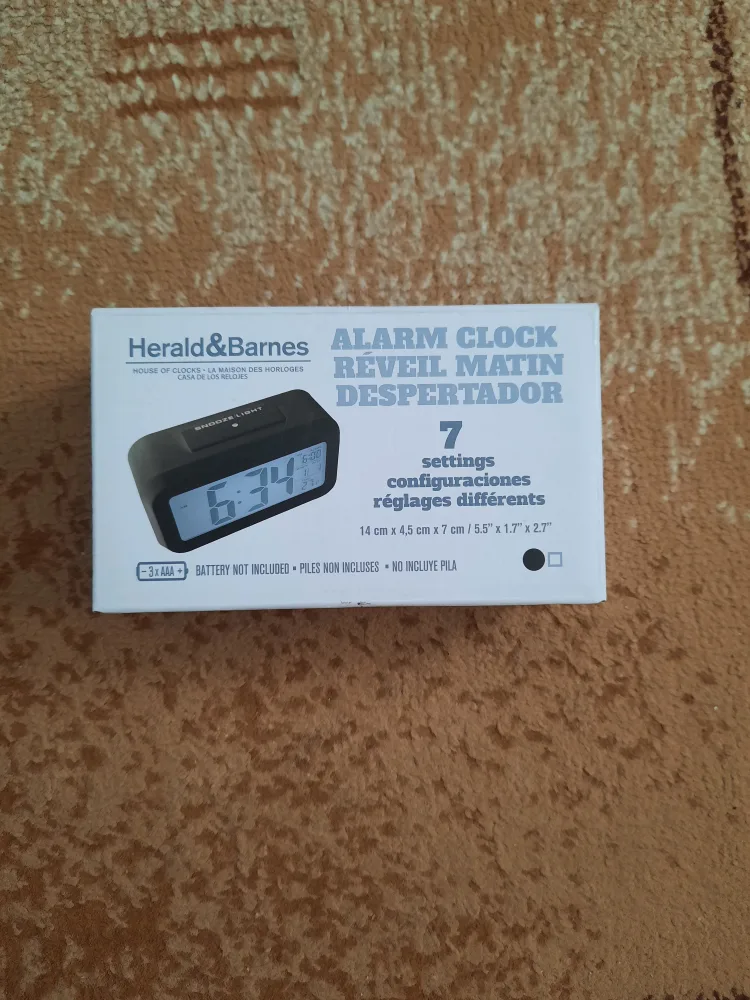 Herald&Barnes
HOUSE OF CLOCKS • LA MAISON DES HORLOGES
CASA DE LOS RELOJES
ALARM CLOCK
RÉVEIL MATIN
DESPERTADOR
SNOOZE LIGHT
6:00
6:34
7
settings
configuraciones
réglages différents
14 cm x 4,5 cm x 7 cm / 5.5” x 1.7” x 2.7”
- 3 x AAA +
BATTERY NOT INCLUDED • PILES NON INCLUSES • NO INCLUYE PILA